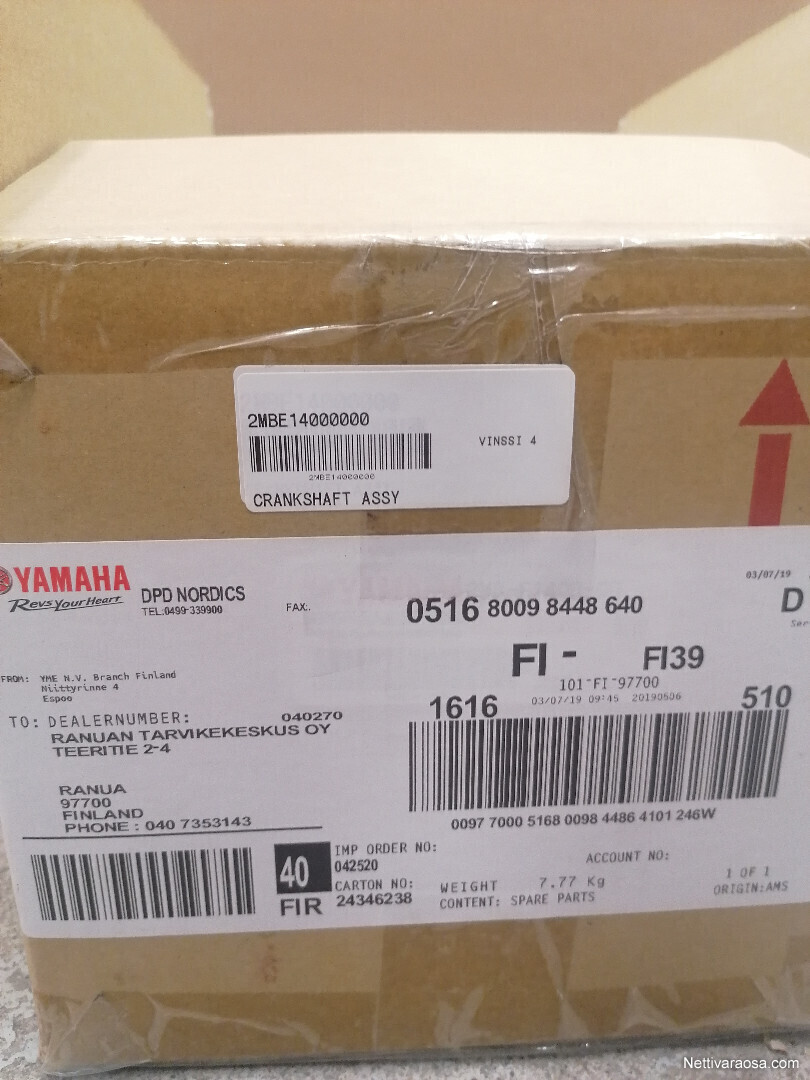 2MBE14000000
VINSSI 4
2MBE14000000
CRANKSHAFT ASSY
YAMAHA
Revs Your Heart
DPD NORDICS
TEL:0499-339900
FAX:.
0516 8009 8448 640
03/07/19
D
Ser
FI - FI39
101-FI-97700
03/07/19 09:45 20190506
1616
510
FROM: YME N.V. Branch Finland
Niittyrinne 4
Espoo
TO: DEALERNUMBER: 040270
RANUAN TARVIKEKESKUS OY
TEERITIE 2-4
RANUA
97700
FINLAND
PHONE : 040 7353143
0097 7000 5168 0098 4486 4101 246W
40
FIR
IMP ORDER NO:
042520
CARTON NO:
24346238
ACCOUNT NO:
WEIGHT 7.77 Kg
CONTENT: SPARE PARTS
1 OF 1
ORIGIN:AMS
Nettivaraosa.com